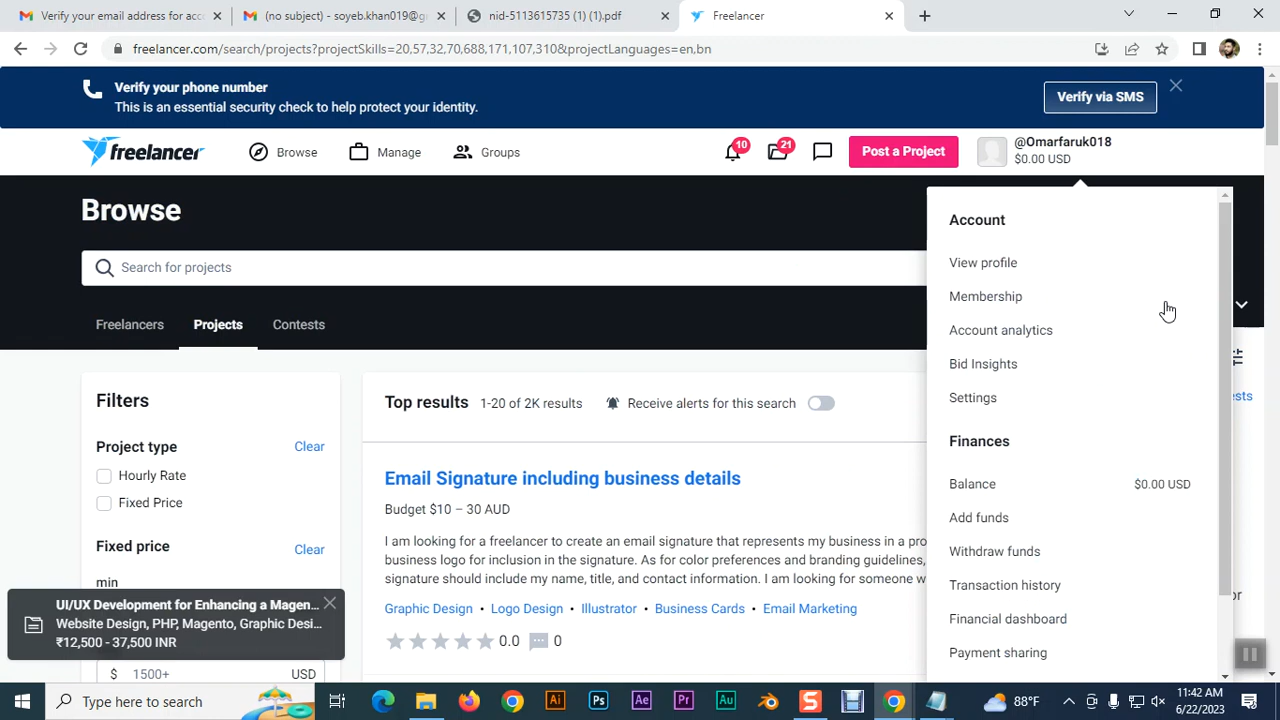 Verify your email address for acc
(no subject) - soyeb.khan019@g
nid-5113615735 (1) (1).pdf
Freelancer
freelancer.com/search/projects?projectSkills=20,57,32,70,688,171,107,310&projectLanguages=en,bn
Verify your phone number
This is an essential security check to help protect your identity.
Verify via SMS
freelancer
Browse
Manage
Groups
10
21
Post a Project
@Omarfaruk018
$0.00 USD
Browse
Search for projects
Freelancers
Projects
Contests
Account
View profile
Membership
Account analytics
Bid Insights
Settings
Finances
Balance
$0.00 USD
Add funds
Withdraw funds
Transaction history
Financial dashboard
Payment sharing
Filters
Project type
Clear
Hourly Rate
Fixed Price
Fixed price
Clear
min
$ 1500+ USD
Top results
1-20 of 2K results
Receive alerts for this search
Email Signature including business details
Budget $10 – 30 AUD
I am looking for a freelancer to create an email signature that represents my business in a pro
business logo for inclusion in the signature. As for color preferences and branding guidelines,
signature should include my name, title, and contact information. I am looking for someone w
Graphic Design • Logo Design • Illustrator • Business Cards • Email Marketing
0.0
0
ests
or
UI/UX Development for Enhancing a Magen...
Website Design, PHP, Magento, Graphic Desi...
₹12,500 - 37,500 INR
Type here to search
Ai
Ps
Ae
Pr
Au
S
88°F
11:42 AM
6/22/2023